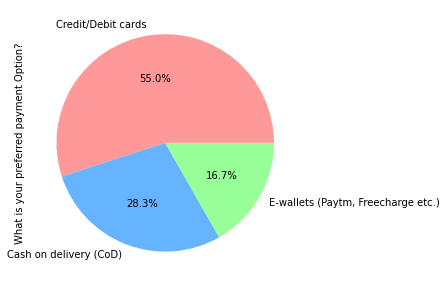 Credit/Debit cards
What is your preferred payment Option?
55.0%
16.7%
28.3%
E-wallets (Paytm, Freecharge etc.)
Cash on delivery (CoD)